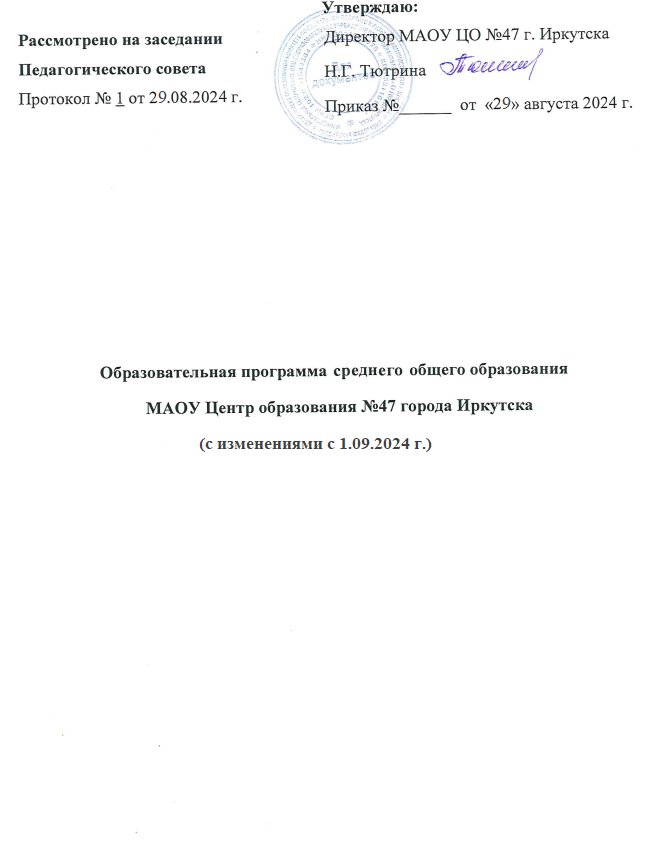 Рассмотрено на заседании
Педагогического совета
Протокол № 1 от 29.08.2024 г.
Утверждаю:
Директор МАОУ ЦО №47 г. Иркутска
Н.Г. Тютрина
Приказ №______ от «29» августа 2024 г.
Для документов
Образовательная программа среднего общего образования
МАОУ Центр образования №47 города Иркутска
(с изменениями с 1.09.2024 г.)